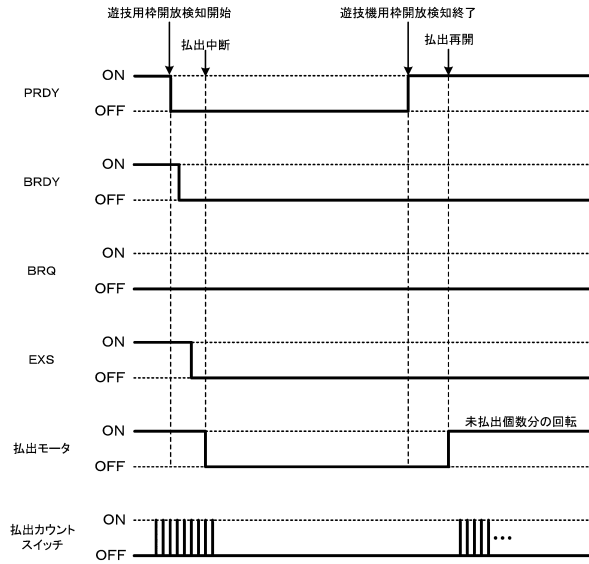 遊技用枠開放検知開始
遊技機用枠開放検知終了
払出中断
払出再開
PRDY
ON
OFF
BRDY
ON
OFF
BRQ
ON
OFF
EXS
ON
OFF
払出モータ
ON
OFF
未払出個数分の回転
払出カウント
スイッチ
ON
OFF